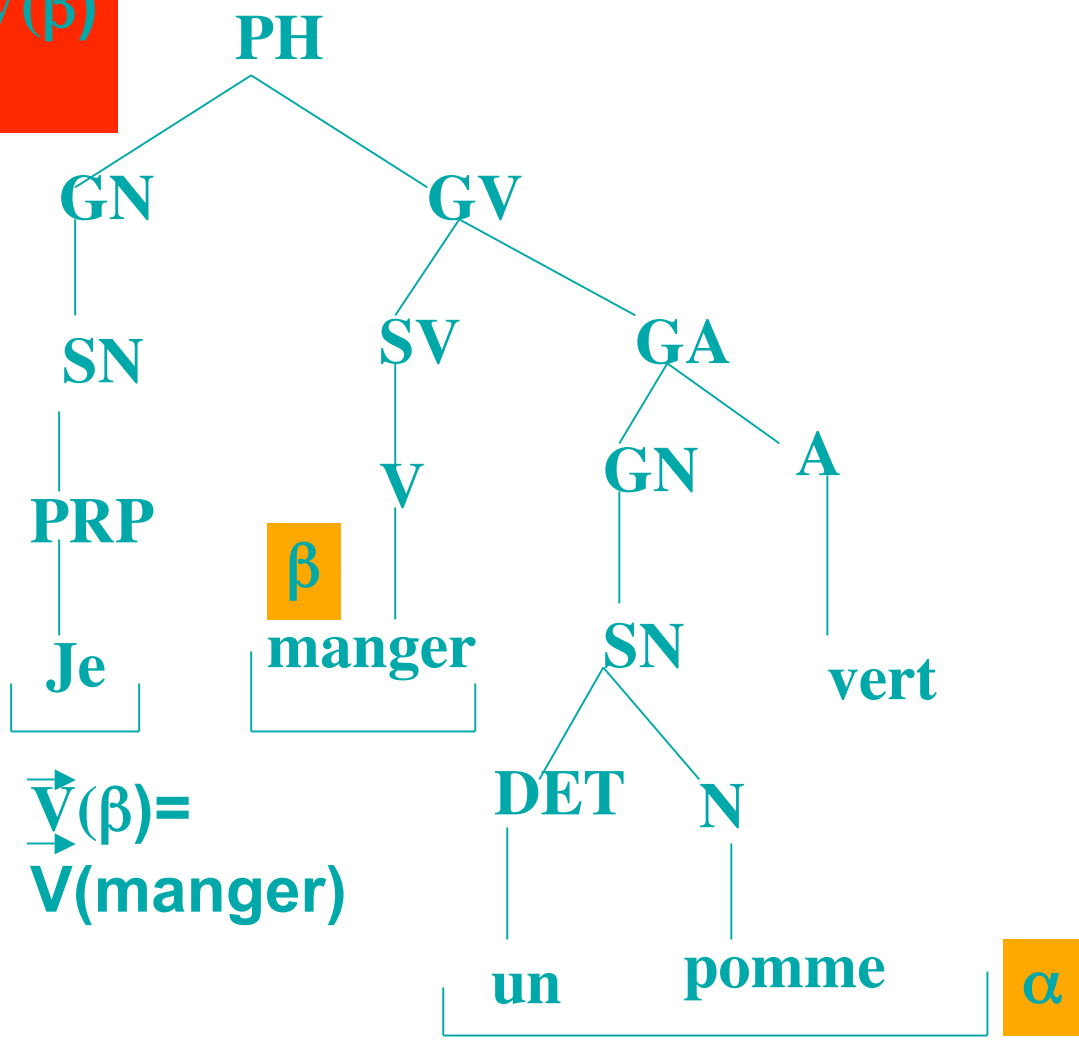 (β)
PH
GN GV
SN SV GA
PRP V GN A
β
Je manger SN vert
V(β)=
DET N
V(manger)
un pomme α